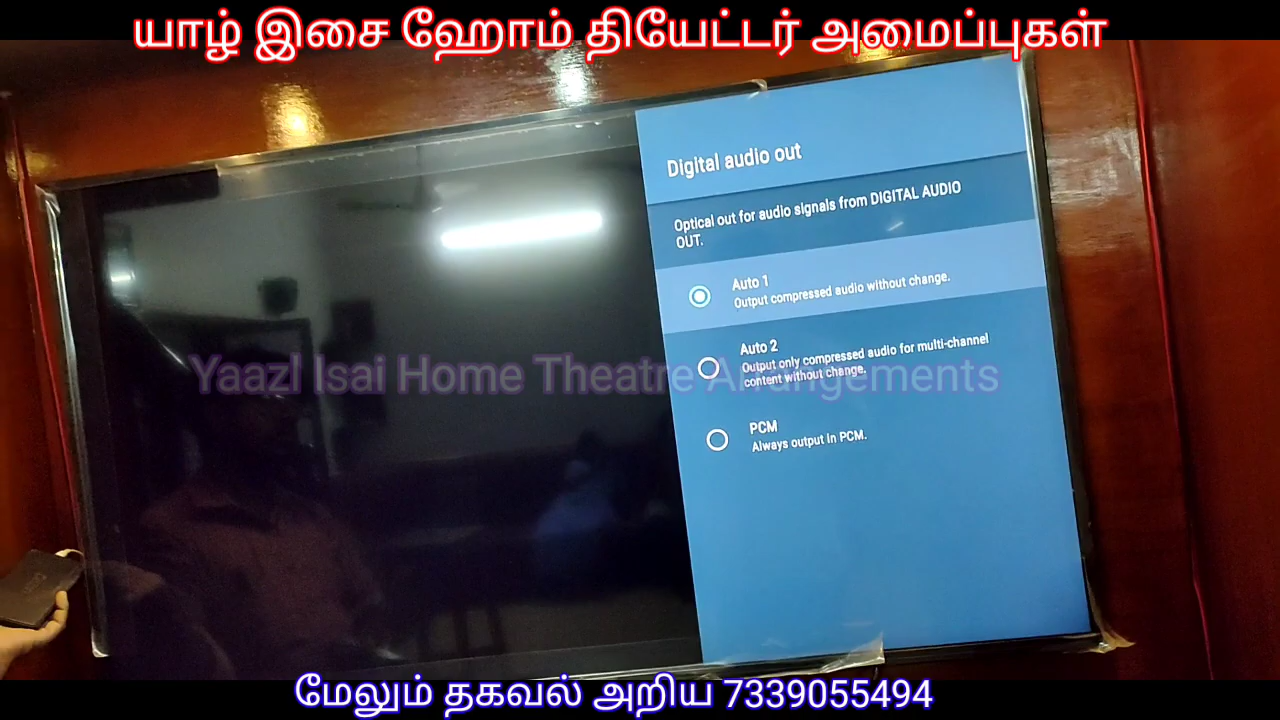 யாழ் இசை ஹோம் தியேட்டர் அமைப்புகள்
Digital audio out
Optical out for audio signals from DIGITAL AUDIO
OUT.
Auto 1
Output compressed audio without change.
Auto 2
Output only compressed audio for multi-channel
content without change.
Yaazl Isai Home Theatre Arrangements
PCM
Always output in PCM.
மேலும் தகவல் அறிய 7339055494